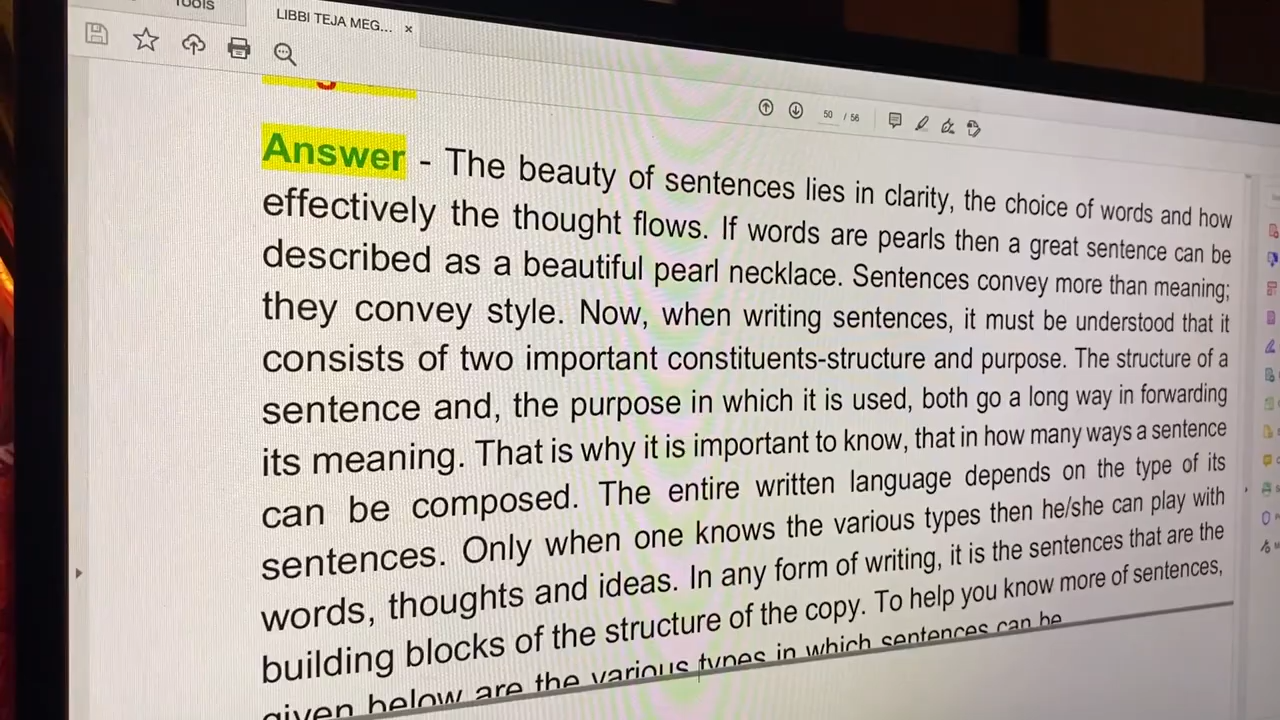 Tools
LIBBI TEJA MEG...
50 / 56
Answer - The beauty of sentences lies in clarity, the choice of words and how
effectively the thought flows. If words are pearls then a great sentence can be
described as a beautiful pearl necklace. Sentences convey more than meaning;
they convey style. Now, when writing sentences, it must be understood that it
consists of two important constituents-structure and purpose. The structure of a
sentence and, the purpose in which it is used, both go a long way in forwarding
its meaning. That is why it is important to know, that in how many ways a sentence
can be composed. The entire written language depends on the type of its
sentences. Only when one knows the various types then he/she can play with
words, thoughts and ideas. In any form of writing, it is the sentences that are the
building blocks of the structure of the copy. To help you know more of sentences,
given below are the various types in which sentences can be